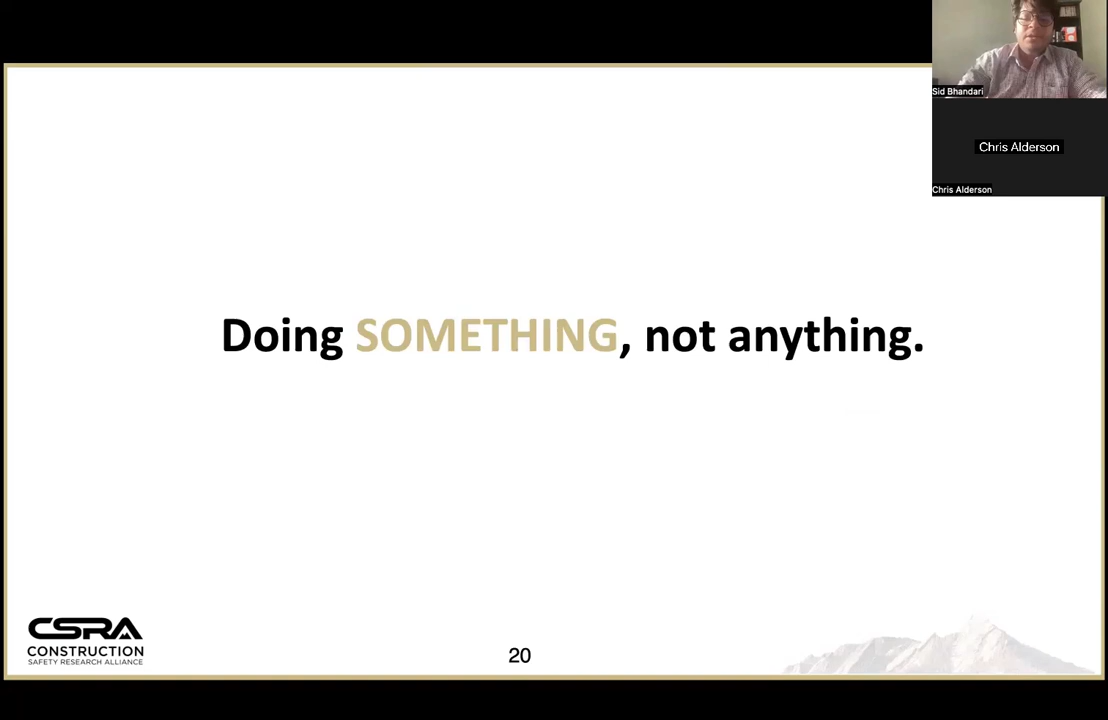 Sid Bhandari
Chris Alderson
Chris Alderson
Doing SOMETHING, not anything.
CSRA
CONSTRUCTION
SAFETY RESEARCH ALLIANCE
20